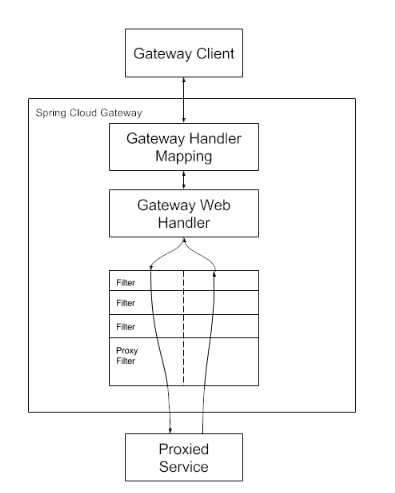 Gateway Client
Spring Cloud Gateway
Gateway Handler
Mapping
Gateway Web
Handler
Filter
Filter
Filter
Proxy
Filter
Proxied
Service